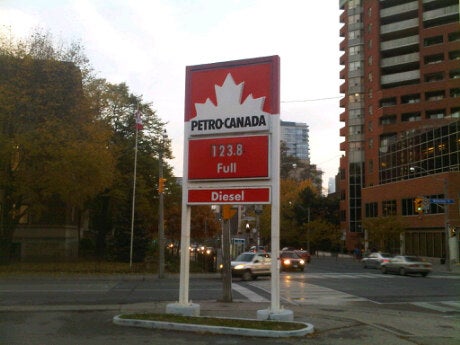 PETRO-CANADA
123.8
Full
Diesel